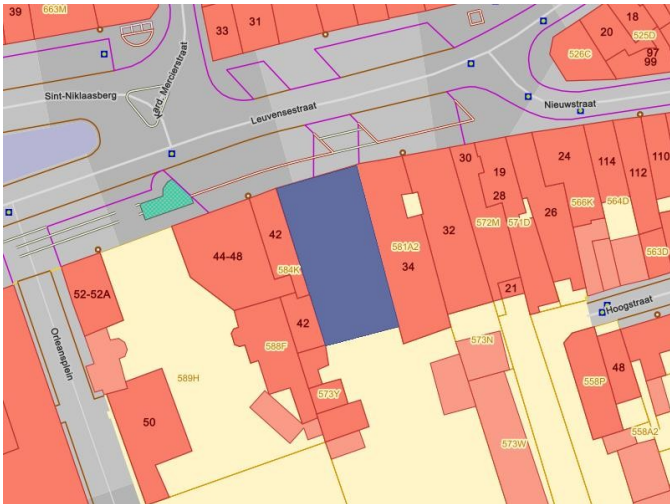 39
663M
33
31
18
20
525D
526C
97
99
Kard. Mercierstraat
Sint-Niklaasberg
Leuvensestraat
Nieuwstraat
30
19
24
114
110
112
28
42
44-48
581A2
32
572M
571D
26
566K
564D
584K
34
563D
52-52A
21
Hoogstraat
Orleansplein
42
588F
573N
589H
573Y
558P
48
50
573W
558A2